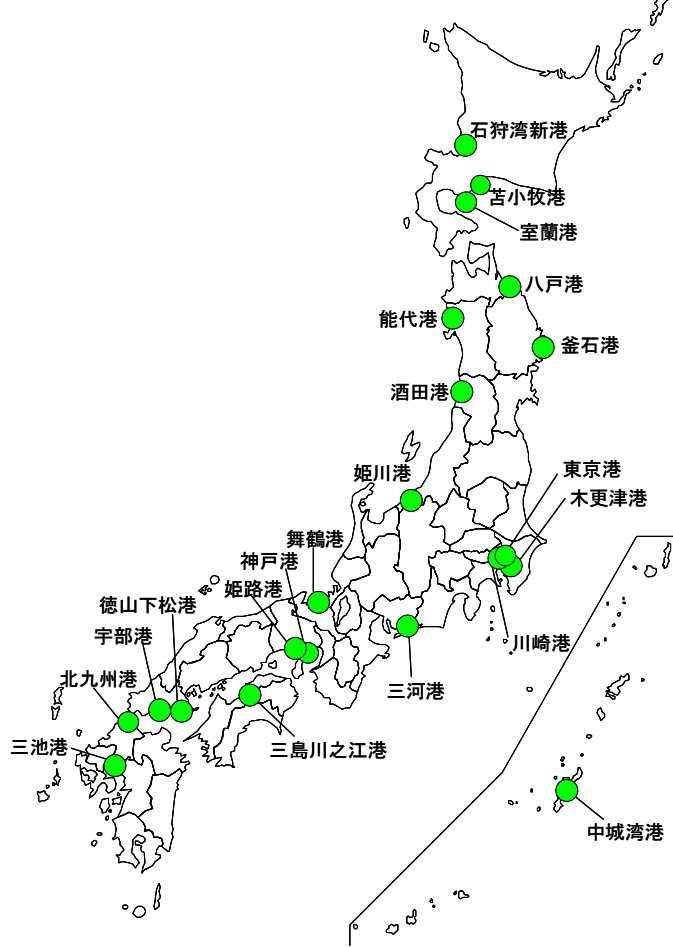 石狩湾新港
苫小牧港
室蘭港
八戸港
能代港
釜石港
酒田港
姫川港
東京港
木更津港
舞鶴港
神戸港
姫路港
徳山下松港
宇部港
川崎港
北九州港
三河港
三池港
三島川之江港
中城湾港